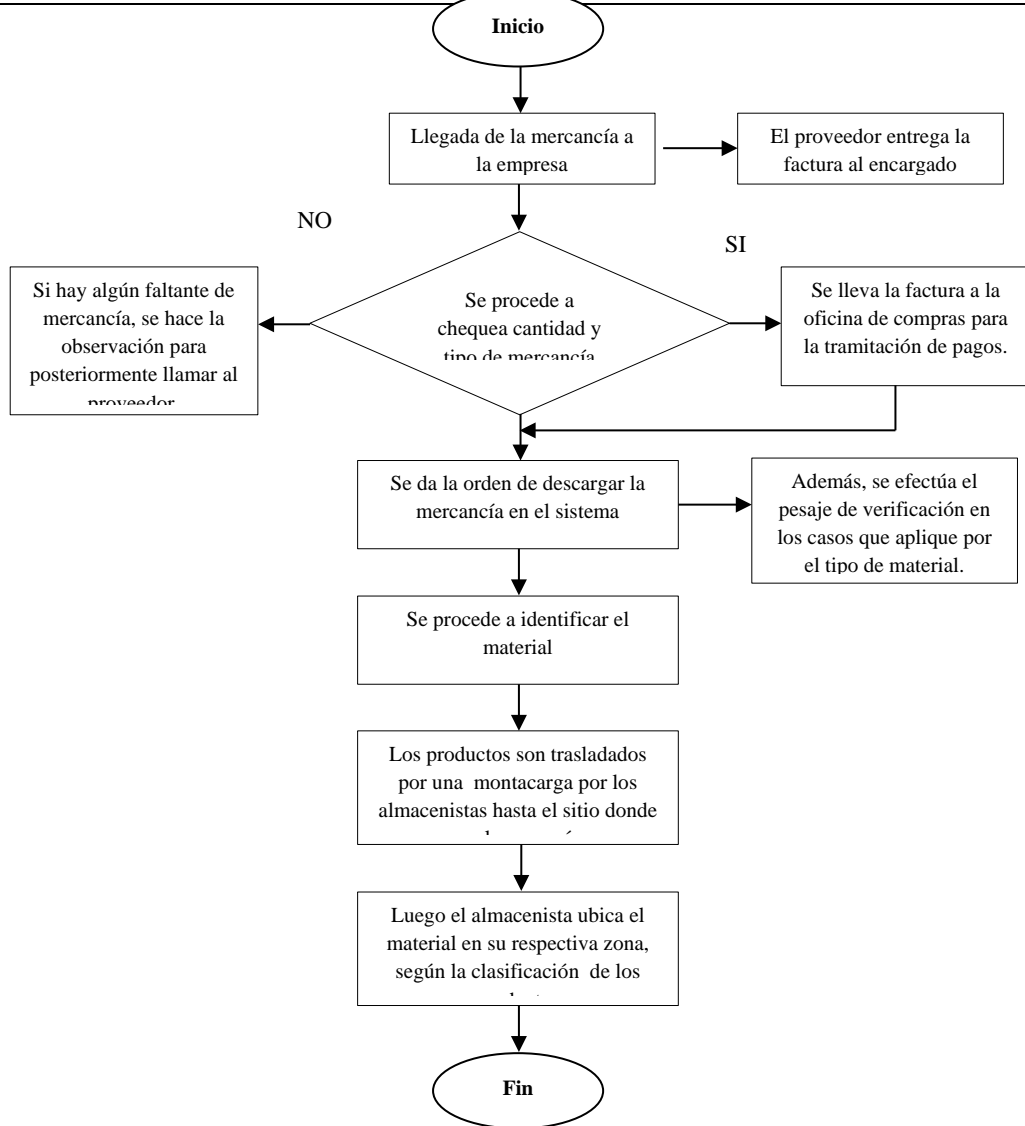 Inicio
Llegada de la mercancía a
la empresa
El proveedor entrega la
factura al encargado
NO
SI
Si hay algún faltante de
mercancía, se hace la
observación para
posteriormente llamar al
proveedor
Se procede a
chequea cantidad y
tipo de mercancía
Se lleva la factura a la
oficina de compras para
la tramitación de pagos.
Se da la orden de descargar la
mercancía en el sistema
Además, se efectúa el
pesaje de verificación en
los casos que aplique por
el tipo de material.
Se procede a identificar el
material
Los productos son trasladados
por una montacarga por los
almacenistas hasta el sitio donde
Luego el almacenista ubica el
material en su respectiva zona,
según la clasificación de los
Fin